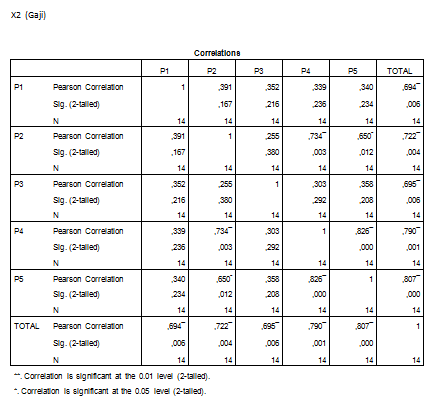 X2 (Gaji)
Correlations
P1 P2 P3 P4 P5 TOTAL
P1 Pearson Correlation 1 ,391 ,352 ,339 ,340 ,694**
Sig. (2-tailed) ,167 ,216 ,236 ,234 ,006
N 14 14 14 14 14 14
P2 Pearson Correlation ,391 1 ,255 ,734** ,650* ,722**
Sig. (2-tailed) ,167 ,380 ,003 ,012 ,004
N 14 14 14 14 14 14
P3 Pearson Correlation ,352 ,255 1 ,303 ,358 ,695**
Sig. (2-tailed) ,216 ,380 ,292 ,208 ,006
N 14 14 14 14 14 14
P4 Pearson Correlation ,339 ,734** ,303 1 ,826** ,790**
Sig. (2-tailed) ,236 ,003 ,292 ,000 ,001
N 14 14 14 14 14 14
P5 Pearson Correlation ,340 ,650* ,358 ,826** 1 ,807**
Sig. (2-tailed) ,234 ,012 ,208 ,000 ,000
N 14 14 14 14 14 14
TOTAL Pearson Correlation ,694** ,722** ,695** ,790** ,807** 1
Sig. (2-tailed) ,006 ,004 ,006 ,001 ,000
N 14 14 14 14 14 14
**. Correlation is significant at the 0.01 level (2-tailed).
*. Correlation is significant at the 0.05 level (2-tailed).